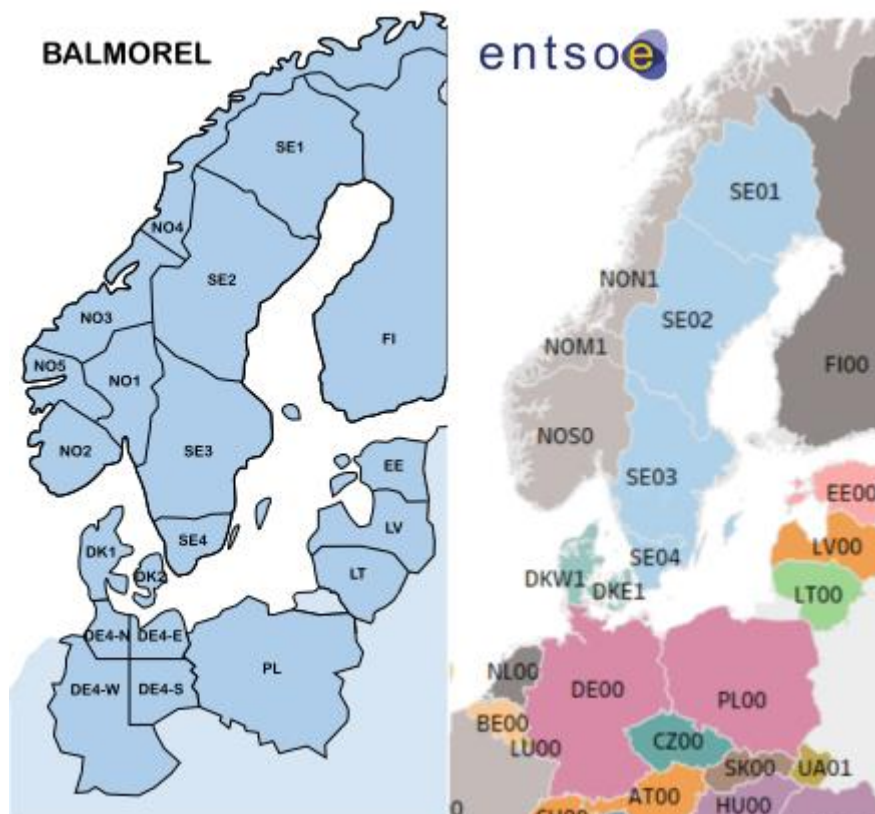 BALMOREL
SE1
NO4
SE2
NO3
FI
NO5
NO1
NO2
SE3
EE
SE4
LV
DK1
DK2
LT
DE4-N
DE4-E
PL
DE4-W
DE4-S
entsoe
SE01
NON1
SE02
NOM1
FI00
NOS0
SE03
EE00
SE04
LV00
DKW1
DKE1
LT00
NL00
DE00
PL00
BE00
CZ00
LU00
SK00
UA01
AT00
HU00